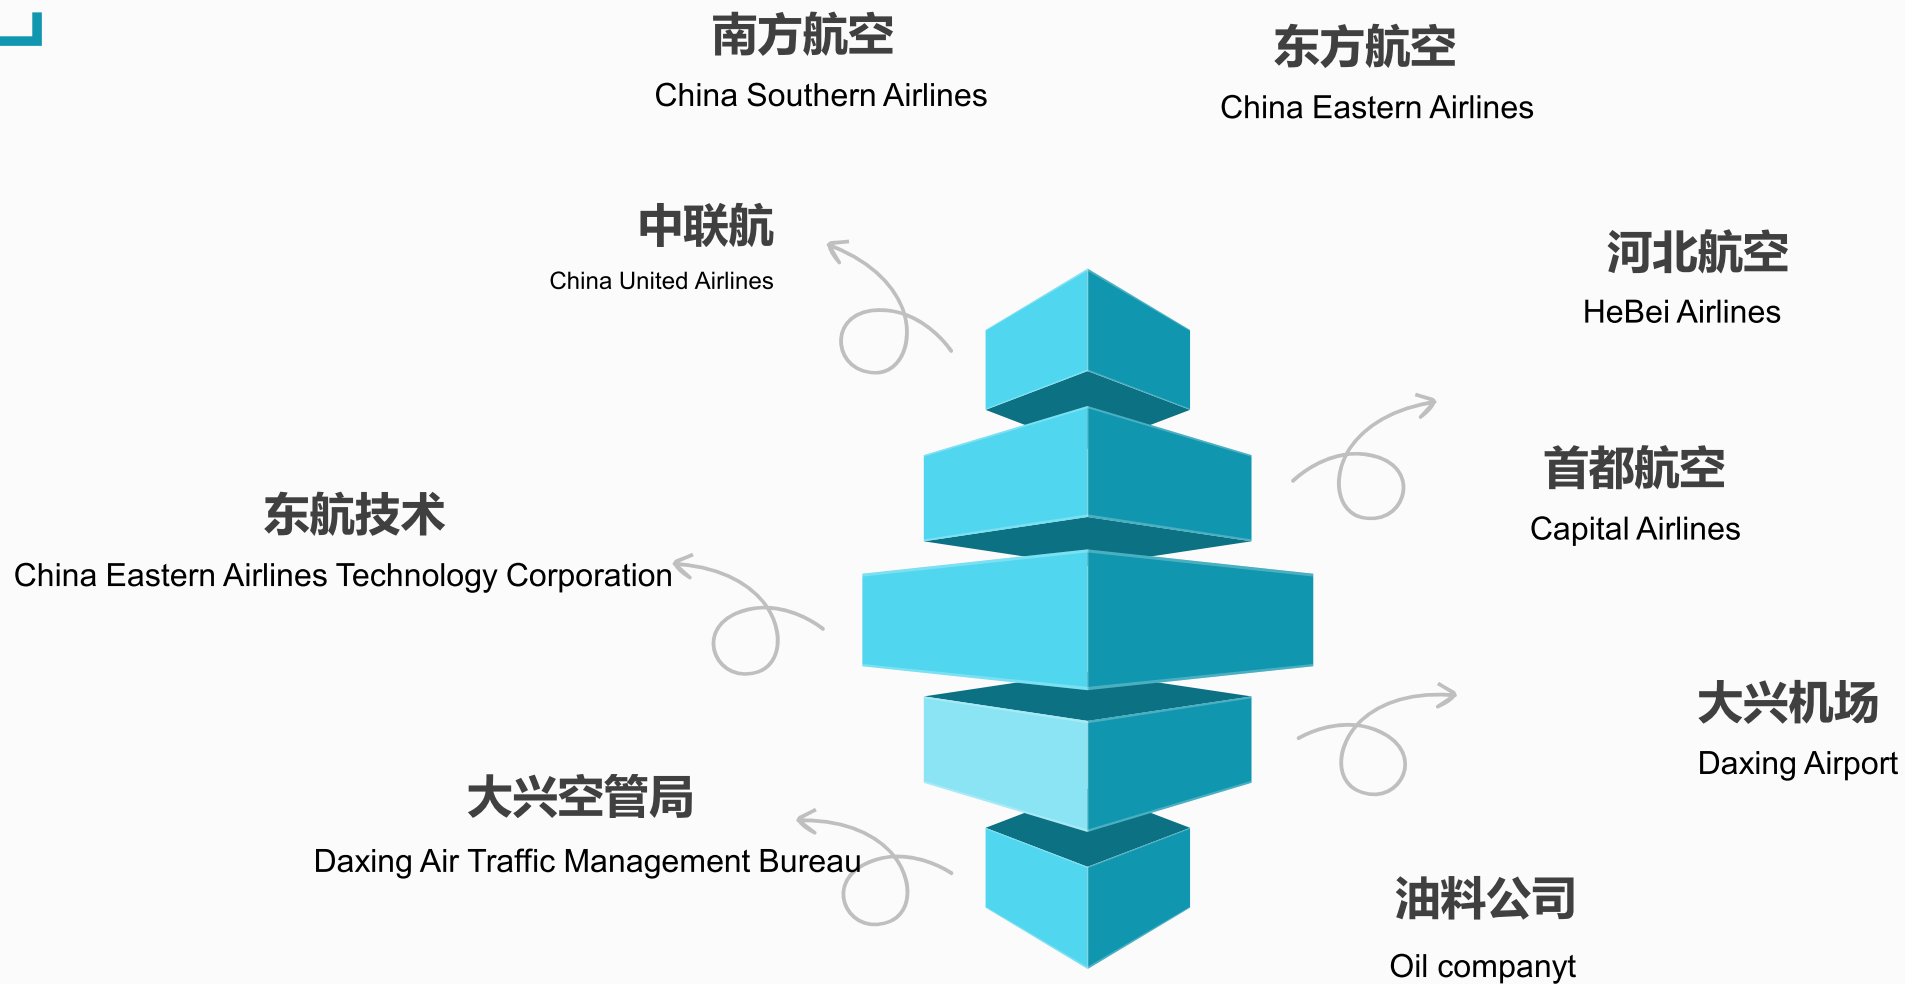 南方航空
China Southern Airlines
东方航空
China Eastern Airlines
中联航
China United Airlines
河北航空
HeBei Airlines
首都航空
Capital Airlines
东航技术
China Eastern Airlines Technology Corporation
大兴机场
Daxing Airport
大兴空管局
Daxing Air Traffic Management Bureau
油料公司
Oil companyt